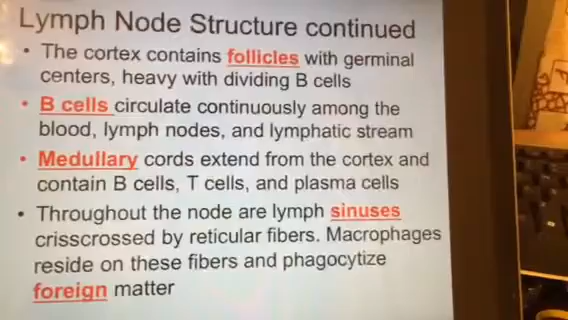 Lymph Node Structure continued
• The cortex contains follicles with germinal
centers, heavy with dividing B cells
• B cells circulate continuously among the
blood, lymph nodes, and lymphatic stream
• Medullary cords extend from the cortex and
contain B cells, T cells, and plasma cells
• Throughout the node are lymph sinuses
crisscrossed by reticular fibers. Macrophages
reside on these fibers and phagocytize
foreign matter